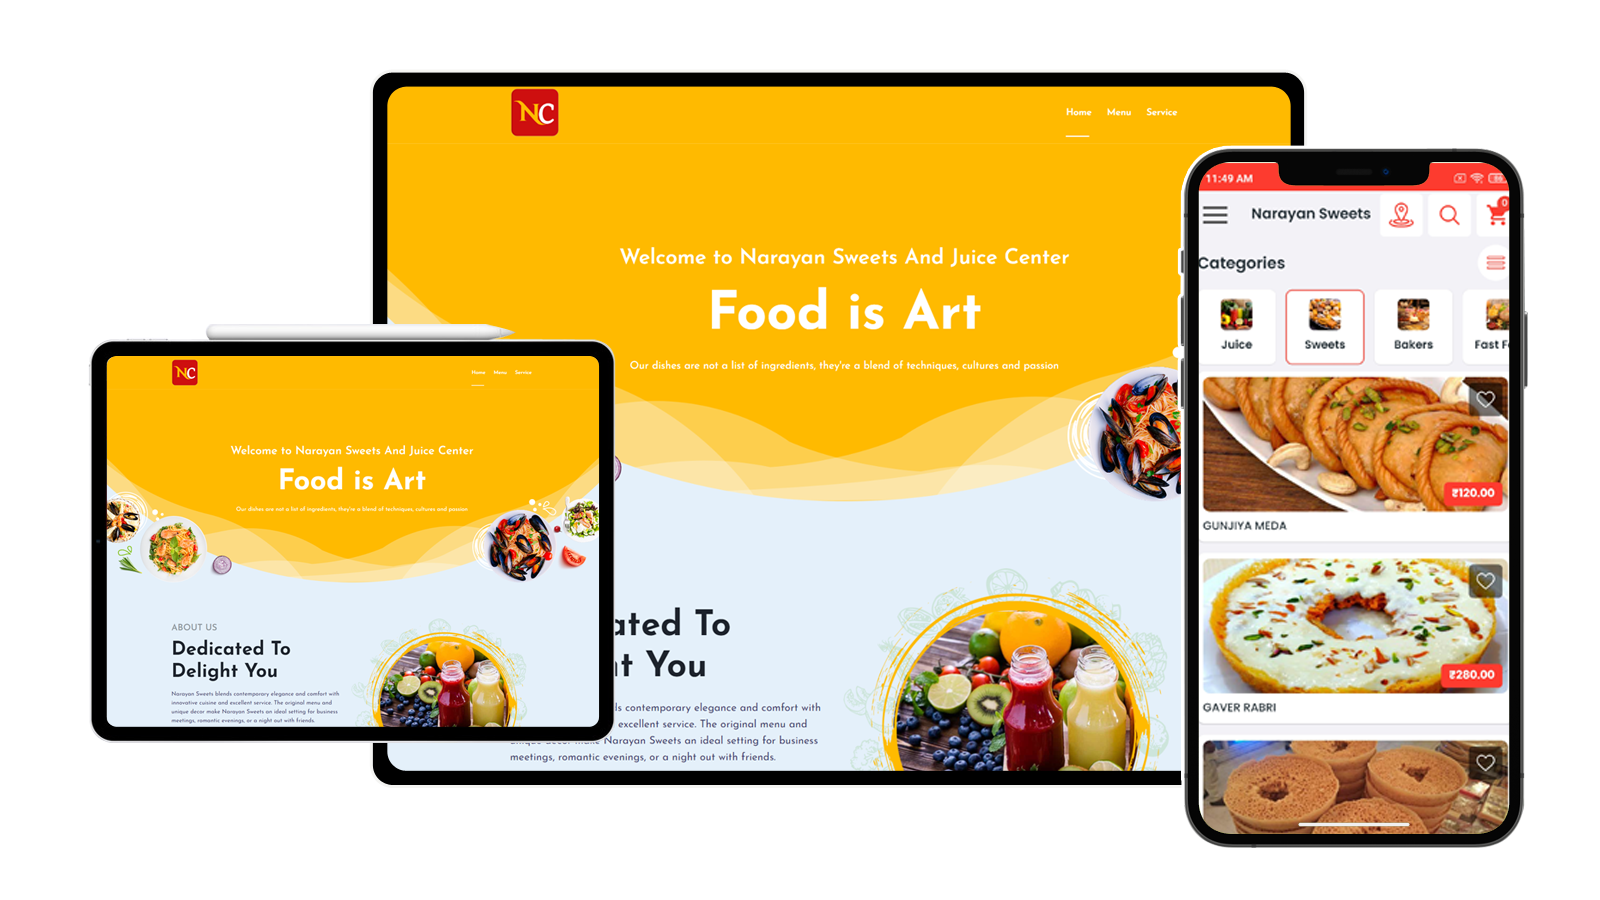 NC
Home Menu Service
Welcome to Narayan Sweets And Juice Center
Food is Art
Our dishes are not a list of ingredients, they're a blend of techniques, cultures and passion
ated To
t You
ls contemporary elegance and comfort with
excellent service. The original menu and
unique decor make Narayan Sweets an ideal setting for business
meetings, romantic evenings, or a night out with friends.
NC
Home Menu Service
Welcome to Narayan Sweets And Juice Center
Food is Art
Our dishes are not a list of ingredients, they're a blend of techniques, cultures and passion
ABOUT US
Dedicated To
Delight You
Narayan Sweets blends contemporary elegance and comfort with
innovative cuisine and excellent service. The original menu and
unique decor make Narayan Sweets an ideal setting for business
meetings, romantic evenings, or a night out with friends.
11:49 AM
Narayan Sweets
0
Categories
Juice Sweets Bakers Fast F
₹120.00
GUNJIYA MEDA
₹280.00
GAVER RABRI